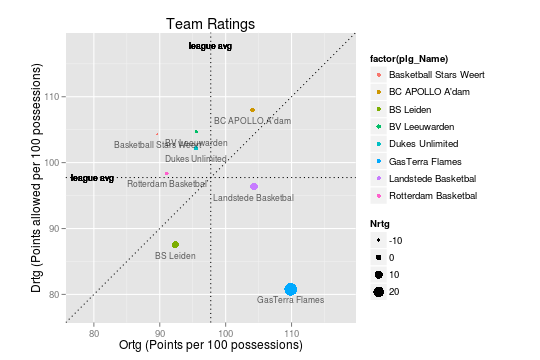 Team Ratings
league avg
factor(plg_Name)
Basketball Stars Weert
BC APOLLO A'dam
BS Leiden
BV Leeuwarden
Dukes Unlimited
GasTerra Flames
Landstede Basketbal
Rotterdam Basketbal
Nrtg
-10
0
10
20
Drtg (Points allowed per 100 possessions)
110
100
90
80
BC APOLLO A'dam
Basketball Stars Weert
BV Leeuwarden
Dukes Unlimited
league avg
Rotterdam Basketbal
Landstede Basketbal
BS Leiden
GasTerra Flames
80
90
100
110
Ortg (Points per 100 possessions)